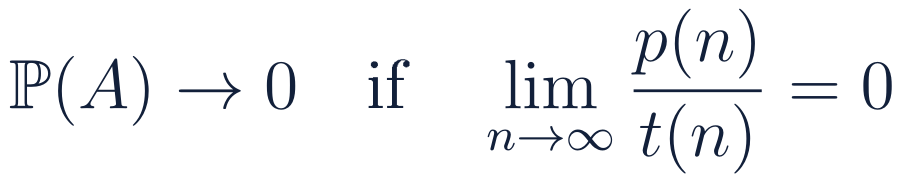 ℙ(A) → 0 if lim_{n→∞} p(n)/t(n) = 0